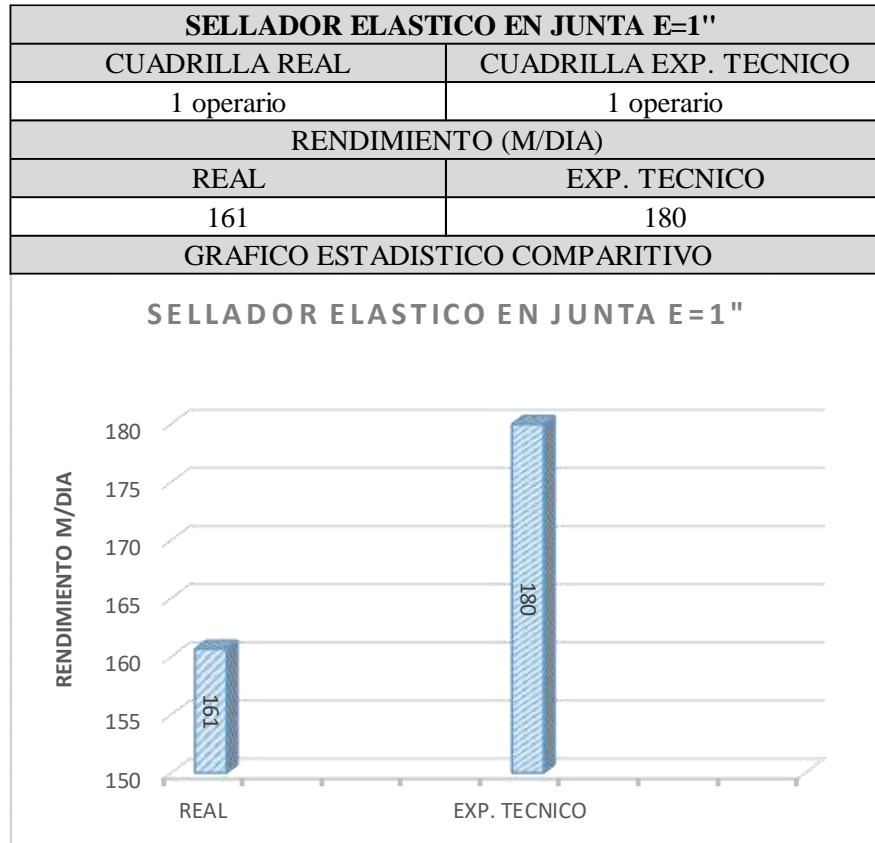 SELLADOR ELASTICO EN JUNTA E=1"
CUADRILLA REAL CUADRILLA EXP. TECNICO
1 operario 1 operario
RENDIMIENTO (M/DIA)
REAL EXP. TECNICO
161 180
GRAFICO ESTADISTICO COMPARITIVO
SELLADOR ELASTICO EN JUNTA E=1"
RENDIMIENTO M/DIA
180
175
170
165
160
155
150
161
180
REAL EXP. TECNICO